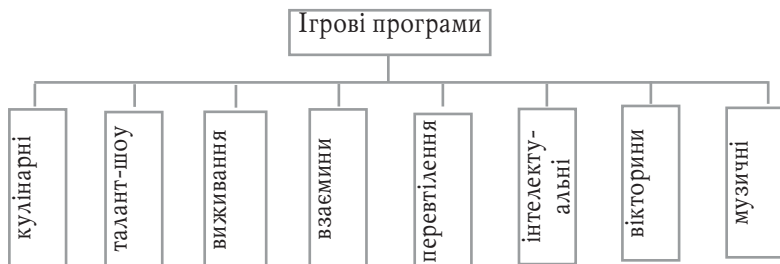 Ігрові програми
кулінарні
талант-шоу
виживання
взаємини
перевтілення
інтелекту-
альні
вікторини
музичні